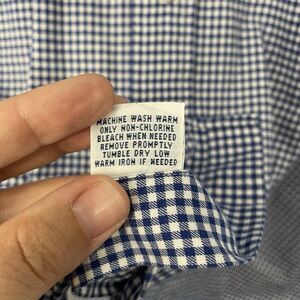 MACHINE WASH WARM
ONLY NON-CHLORINE
BLEACH WHEN NEEDED
REMOVE PROMPTLY
TUMBLE DRY LOW
WARM IRON IF NEEDED